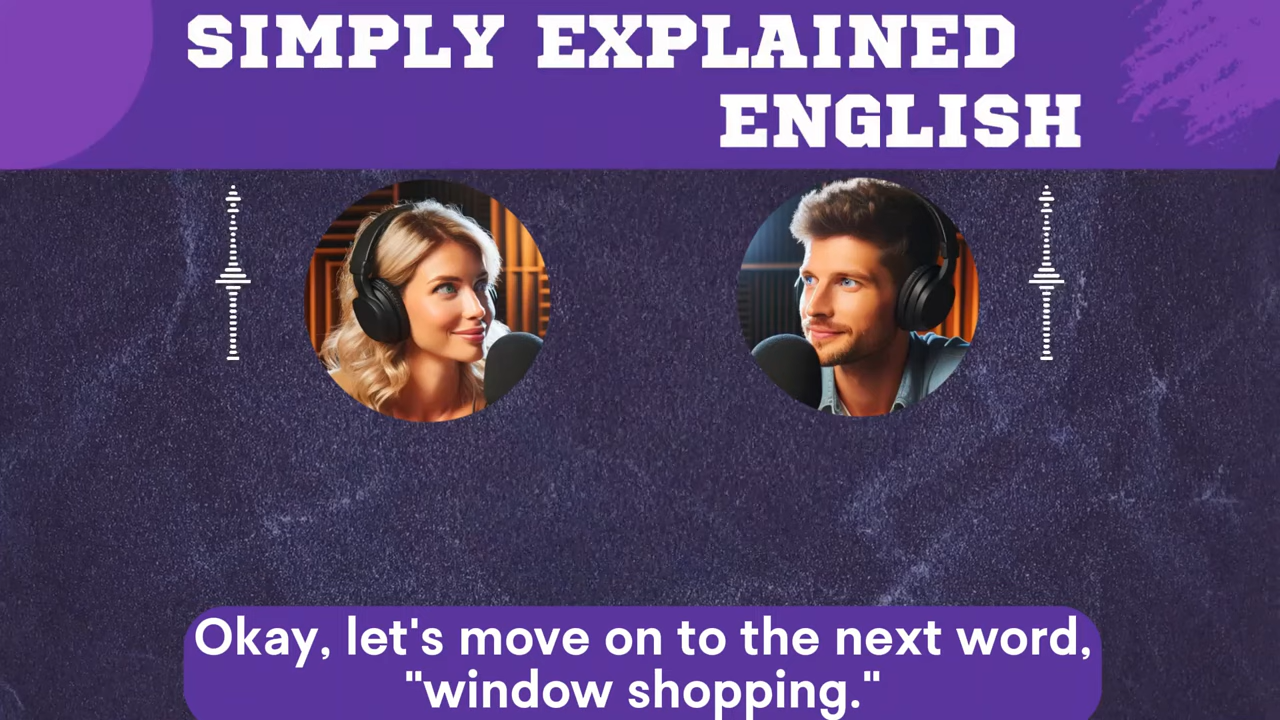 SIMPLY EXPLAINED
ENGLISH
Okay, let's move on to the next word,
"window shopping."